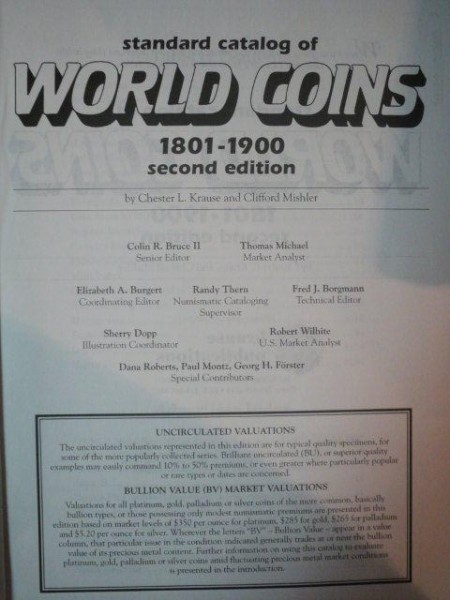 standard catalog of
WORLD COINS
1801-1900
second edition
by Chester L. Krause and Clifford Mishler
Colin R. Bruce II
Senior Editor
Thomas Michael
Market Analyst
Elizabeth A. Burgert
Coordinating Editor
Randy Thern
Numismatic Cataloging
Supervisor
Fred J. Borgmann
Technical Editor
Sherry Dopp
Illustration Coordinator
Robert Wilhite
U.S. Market Analyst
Dana Roberts, Paul Montz, Georg H. Förster
Special Contributors
UNCIRCULATED VALUATIONS
The uncirculated valuations represented in this edition are for typical quality specimens, for
some of the more popularly collected series. Brilliant uncirculated (BU), or superior quality
examples may easily command 10% to 50% premiums, or even greater where particularly popular
or rare types or dates are concerned.
BULLION VALUE (BV) MARKET VALUATIONS
Valuations for all platinum, gold, palladium or silver coins of the more common, basically
bullion types, or those possessing only modest numismatic premiums are presented in this
edition based on market levels of $350 per ounce for platinum, $285 for gold, $265 for palladium
and $5.20 per ounce for silver. Wherever the letters "BV" - Bullion Value - appear in a value
column, that particular issue in the condition indicated generally trades at or near the bullion
value of its precious metal content. Further information on using this catalog to evaluate
platinum, gold, palladium or silver coins amid fluctuating precious metal market conditions
is presented in the introduction.